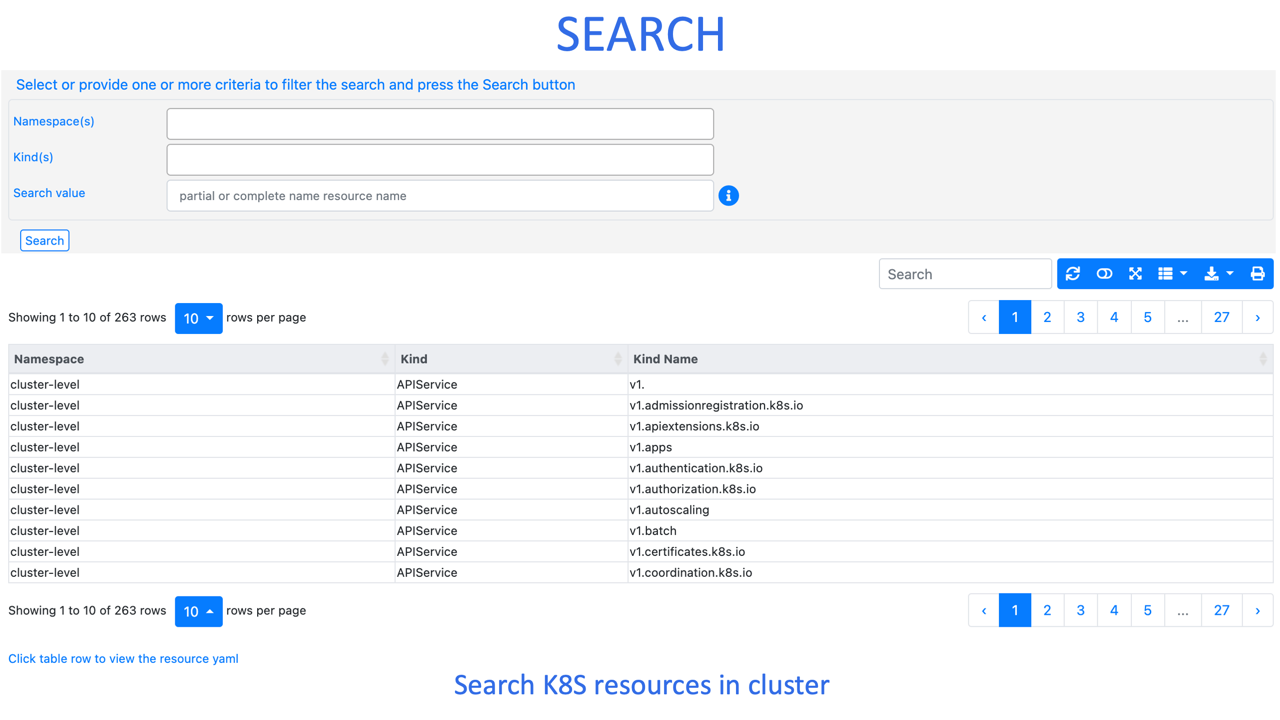 SEARCH
Select or provide one or more criteria to filter the search and press the Search button
Namespace(s)
Kind(s)
Search value partial or complete name resource name
Search
Search
Showing 1 to 10 of 263 rows 10 rows per page ‹ 1 2 3 4 5 ... 27 ›
Namespace Kind Kind Name
cluster-level APIService v1.
cluster-level APIService v1.admissionregistration.k8s.io
cluster-level APIService v1.apiextensions.k8s.io
cluster-level APIService v1.apps
cluster-level APIService v1.authentication.k8s.io
cluster-level APIService v1.authorization.k8s.io
cluster-level APIService v1.autoscaling
cluster-level APIService v1.batch
cluster-level APIService v1.certificates.k8s.io
cluster-level APIService v1.coordination.k8s.io
Showing 1 to 10 of 263 rows 10 rows per page ‹ 1 2 3 4 5 ... 27 ›
Click table row to view the resource yaml
Search K8S resources in cluster